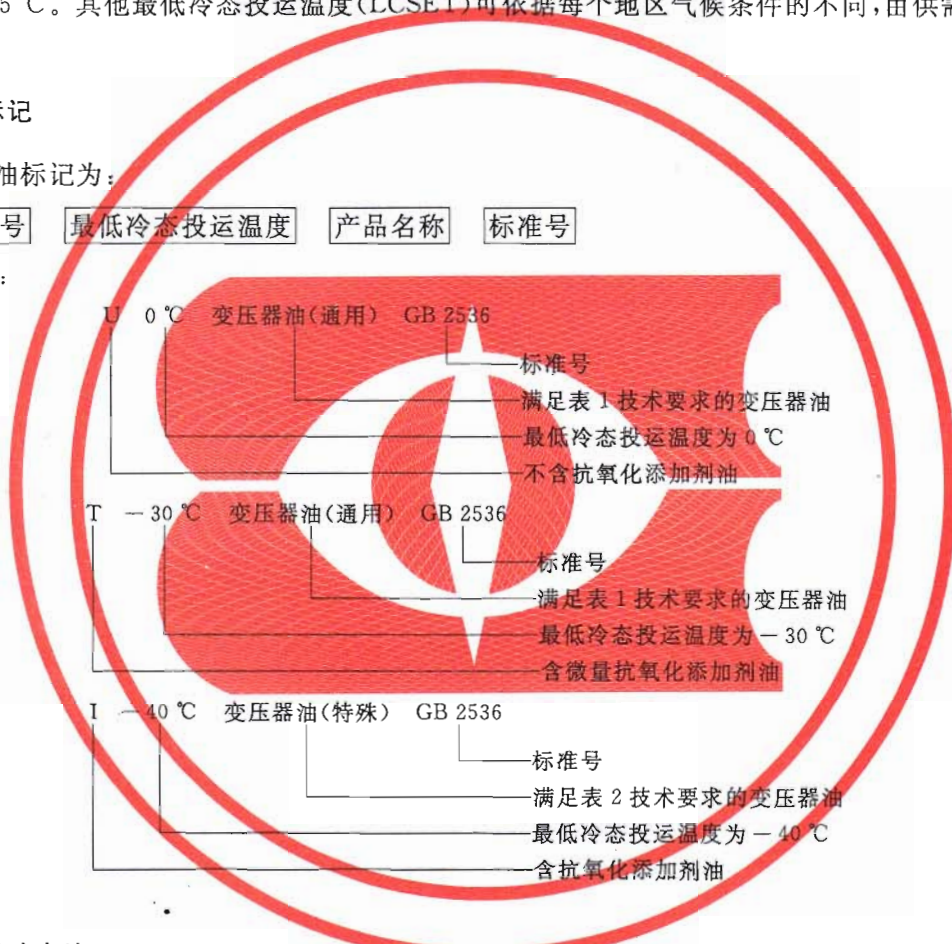 5 ℃。其他最低冷态投运温度(LCSET)可依据每个地区气候条件的不同,由供需
标记
油标记为:
号 最低冷态投运温度 产品名称 标准号
:
U 0 ℃ 变压器油(通用) GB 2536
标准号
满足表 1 技术要求的变压器油
最低冷态投运温度为 0 ℃
不含抗氧化添加剂油
T －30 ℃ 变压器油(通用) GB 2536
标准号
满足表 1 技术要求的变压器油
最低冷态投运温度为－30 ℃
含微量抗氧化添加剂油
I －40 ℃ 变压器油(特殊) GB 2536
标准号
满足表 2 技术要求的变压器油
最低冷态投运温度为－40 ℃
含抗氧化添加剂油